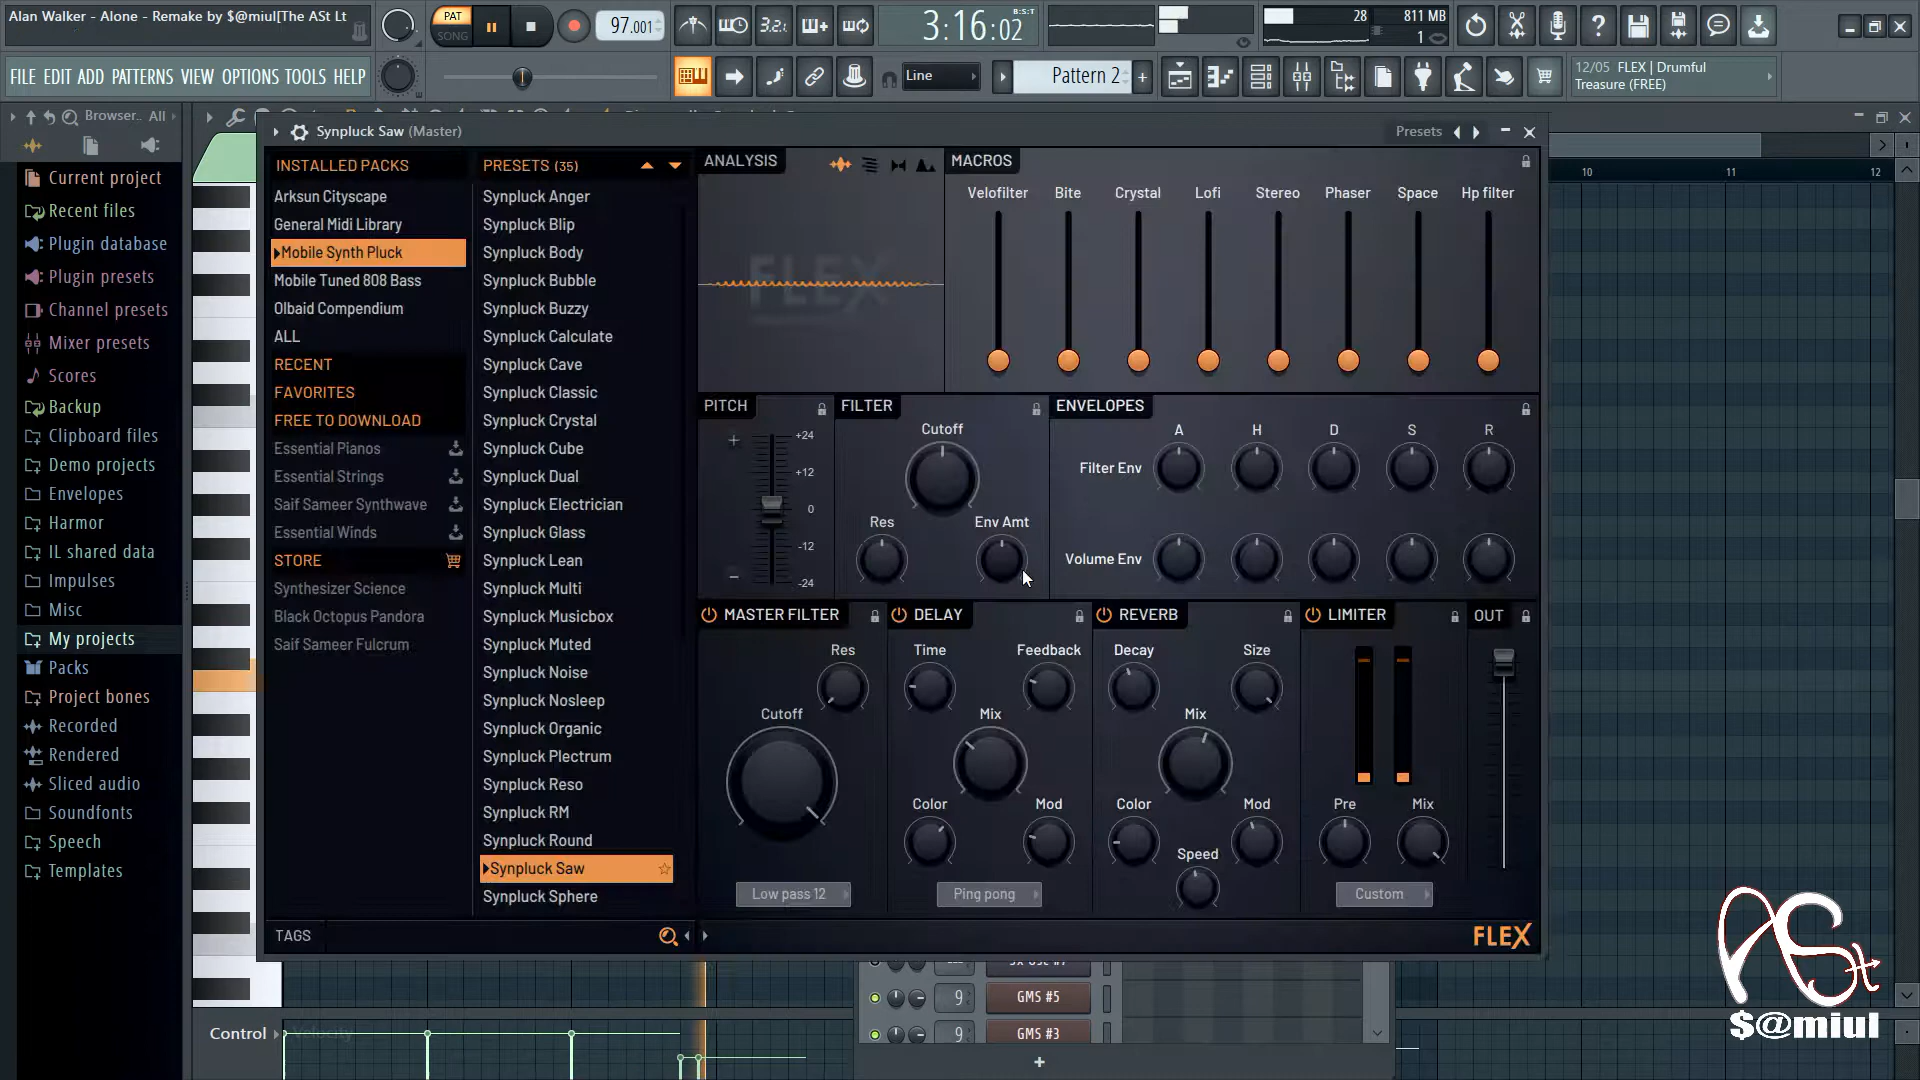 Alan Walker - Alone - Remake by $@miul[The ASt Lt
PAT
SONG
97.001
3:16:02
B:S:T
28
811 MB
1
FILE EDIT ADD PATTERNS VIEW OPTIONS TOOLS HELP
Line
Pattern 2
12/05 FLEX | Drumful
Treasure (FREE)
Browser.. All
Current project
Recent files
Plugin database
Plugin presets
Channel presets
Mixer presets
Scores
Backup
Clipboard files
Demo projects
Envelopes
Harmor
IL shared data
Impulses
Misc
My projects
Packs
Project bones
Recorded
Rendered
Sliced audio
Soundfonts
Speech
Templates
Synpluck Saw (Master)
Presets
INSTALLED PACKS
Arksun Cityscape
General Midi Library
Mobile Synth Pluck
Mobile Tuned 808 Bass
Olbaid Compendium
ALL
RECENT
FAVORITES
FREE TO DOWNLOAD
Essential Pianos
Essential Strings
Saif Sameer Synthwave
Essential Winds
STORE
Synthesizer Science
Black Octopus Pandora
Saif Sameer Fulcrum
PRESETS (35)
Synpluck Anger
Synpluck Blip
Synpluck Body
Synpluck Bubble
Synpluck Buzzy
Synpluck Calculate
Synpluck Cave
Synpluck Classic
Synpluck Crystal
Synpluck Cube
Synpluck Dual
Synpluck Electrician
Synpluck Glass
Synpluck Lean
Synpluck Multi
Synpluck Musicbox
Synpluck Muted
Synpluck Noise
Synpluck Nosleep
Synpluck Organic
Synpluck Plectrum
Synpluck Reso
Synpluck RM
Synpluck Round
Synpluck Saw
Synpluck Sphere
TAGS
ANALYSIS
FLEX
MACROS
Velofilter Bite Crystal Lofi Stereo Phaser Space Hp filter
PITCH
+24
+12
0
-12
-24
FILTER
Cutoff
Res
Env Amt
ENVELOPES
A H D S R
Filter Env
Volume Env
MASTER FILTER
Res
Cutoff
Low pass 12
DELAY
Time
Feedback
Mix
Color
Mod
Ping pong
REVERB
Decay
Size
Mix
Color
Mod
Speed
LIMITER
Pre
Mix
Custom
OUT
FLEX
10 11 12
9 GMS #5
9 GMS #3
Control
Velocity
+
ASt
$@miul